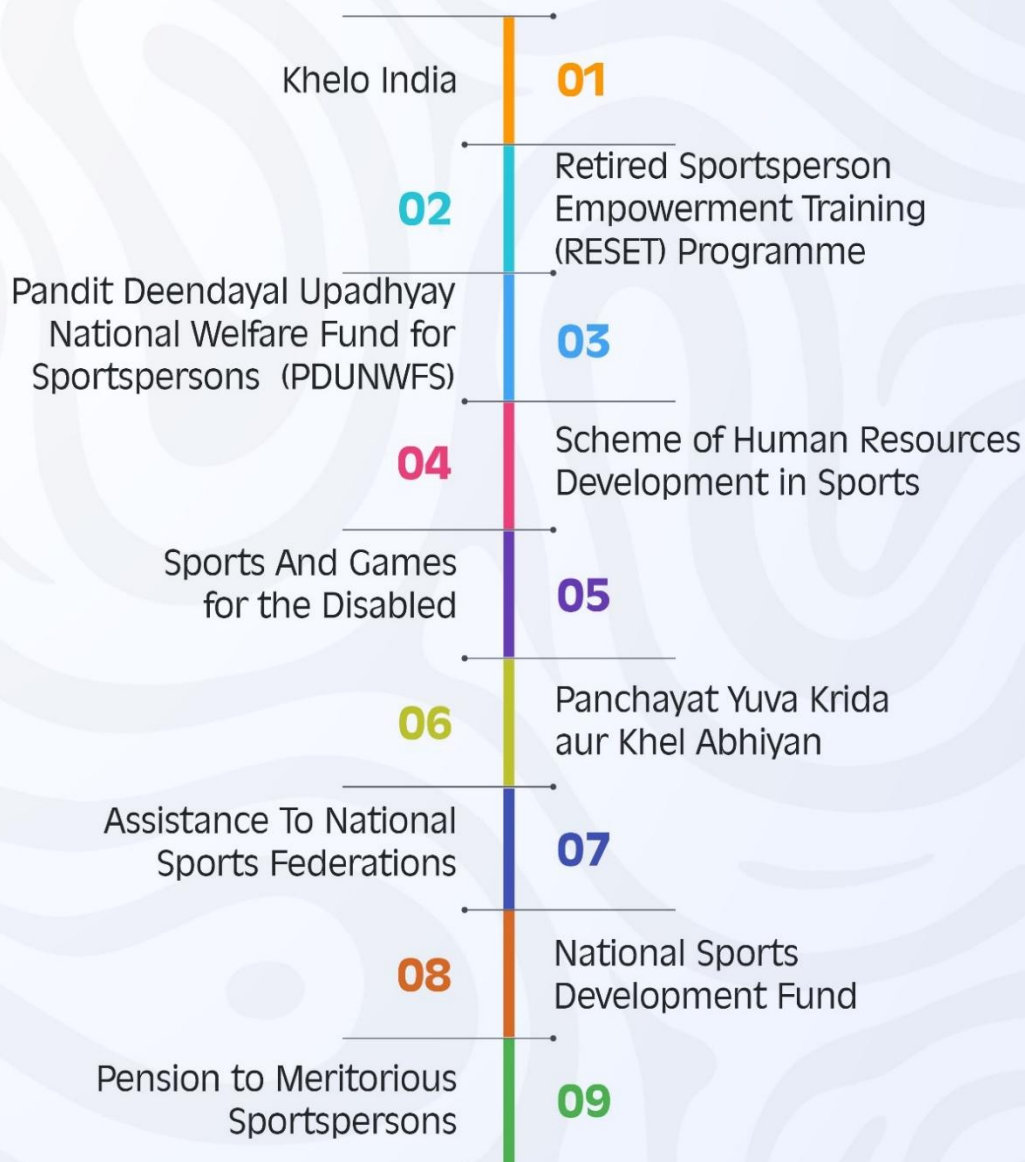 Khelo India
01
02
Retired Sportsperson
Empowerment Training
(RESET) Programme
Pandit Deendayal Upadhyay
National Welfare Fund for
Sportspersons (PDUNWFS)
03
04
Scheme of Human Resources
Development in Sports
Sports And Games
for the Disabled
05
06
Panchayat Yuva Krida
aur Khel Abhiyan
Assistance To National
Sports Federations
07
08
National Sports
Development Fund
Pension to Meritorious
Sportspersons
09